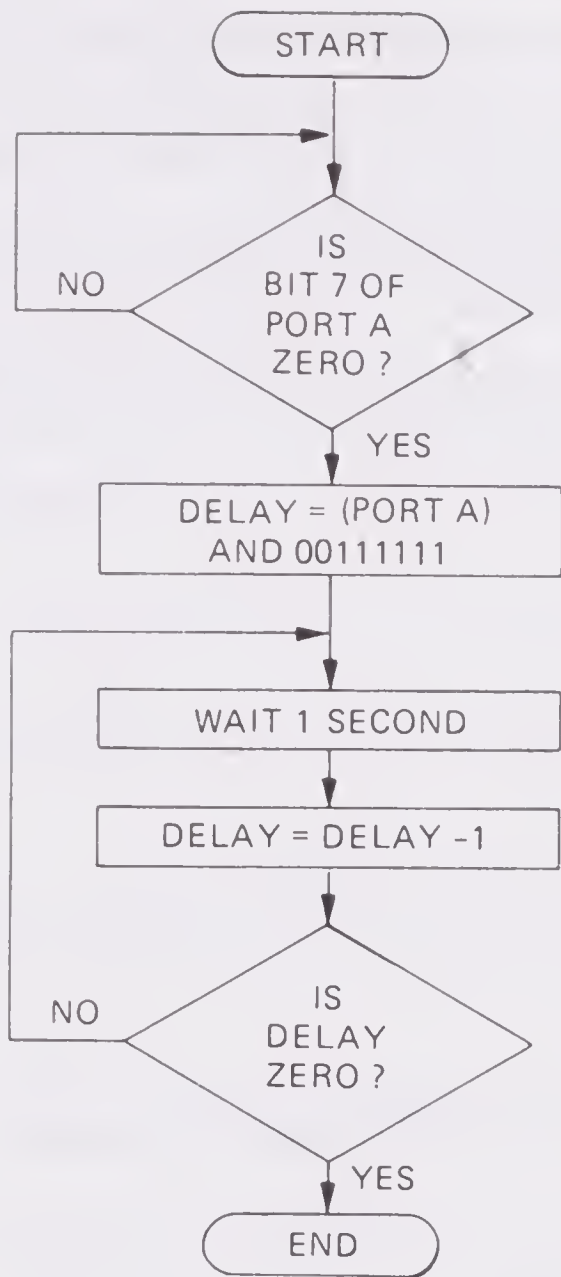 START
NO
IS
BIT 7 OF
PORT A
ZERO ?
YES
DELAY = (PORT A)
AND 00111111
WAIT 1 SECOND
DELAY = DELAY -1
NO
IS
DELAY
ZERO ?
YES
END